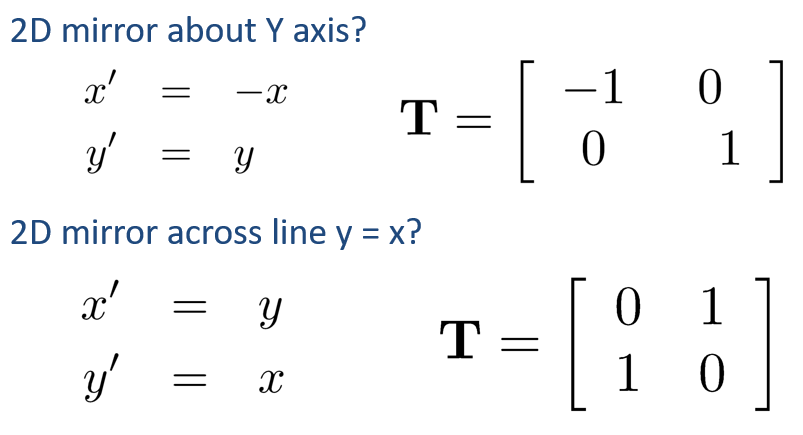 2D mirror about Y axis?
x′ = −x
y′ = y
T = [ −1 0
0 1 ]
2D mirror across line y = x?
x′ = y
y′ = x
T = [ 0 1
1 0 ]